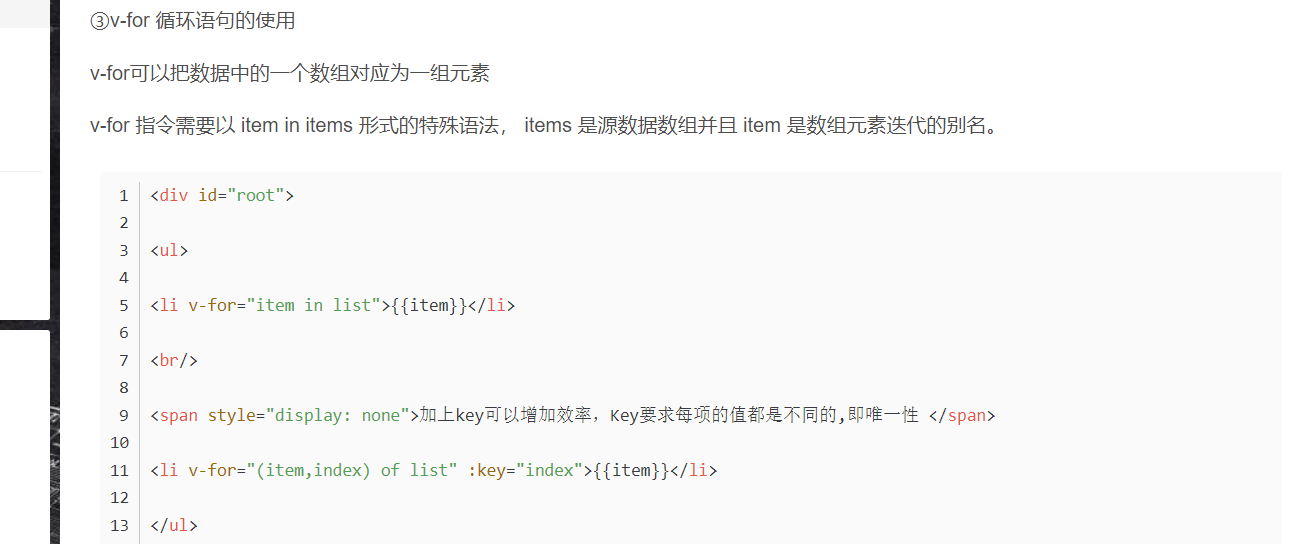 ③v-for 循环语句的使用
v-for可以把数据中的一个数组对应为一组元素
v-for 指令需要以 item in items 形式的特殊语法， items 是源数据数组并且 item 是数组元素迭代的别名。
1 <div id="root">
2
3 <ul>
4
5 <li v-for="item in list">{{item}}</li>
6
7 <br/>
8
9 <span style="display: none">加上key可以增加效率，Key要求每项的值都是不同的,即唯一性 </span>
10
11 <li v-for="(item,index) of list" :key="index">{{item}}</li>
12
13 </ul>